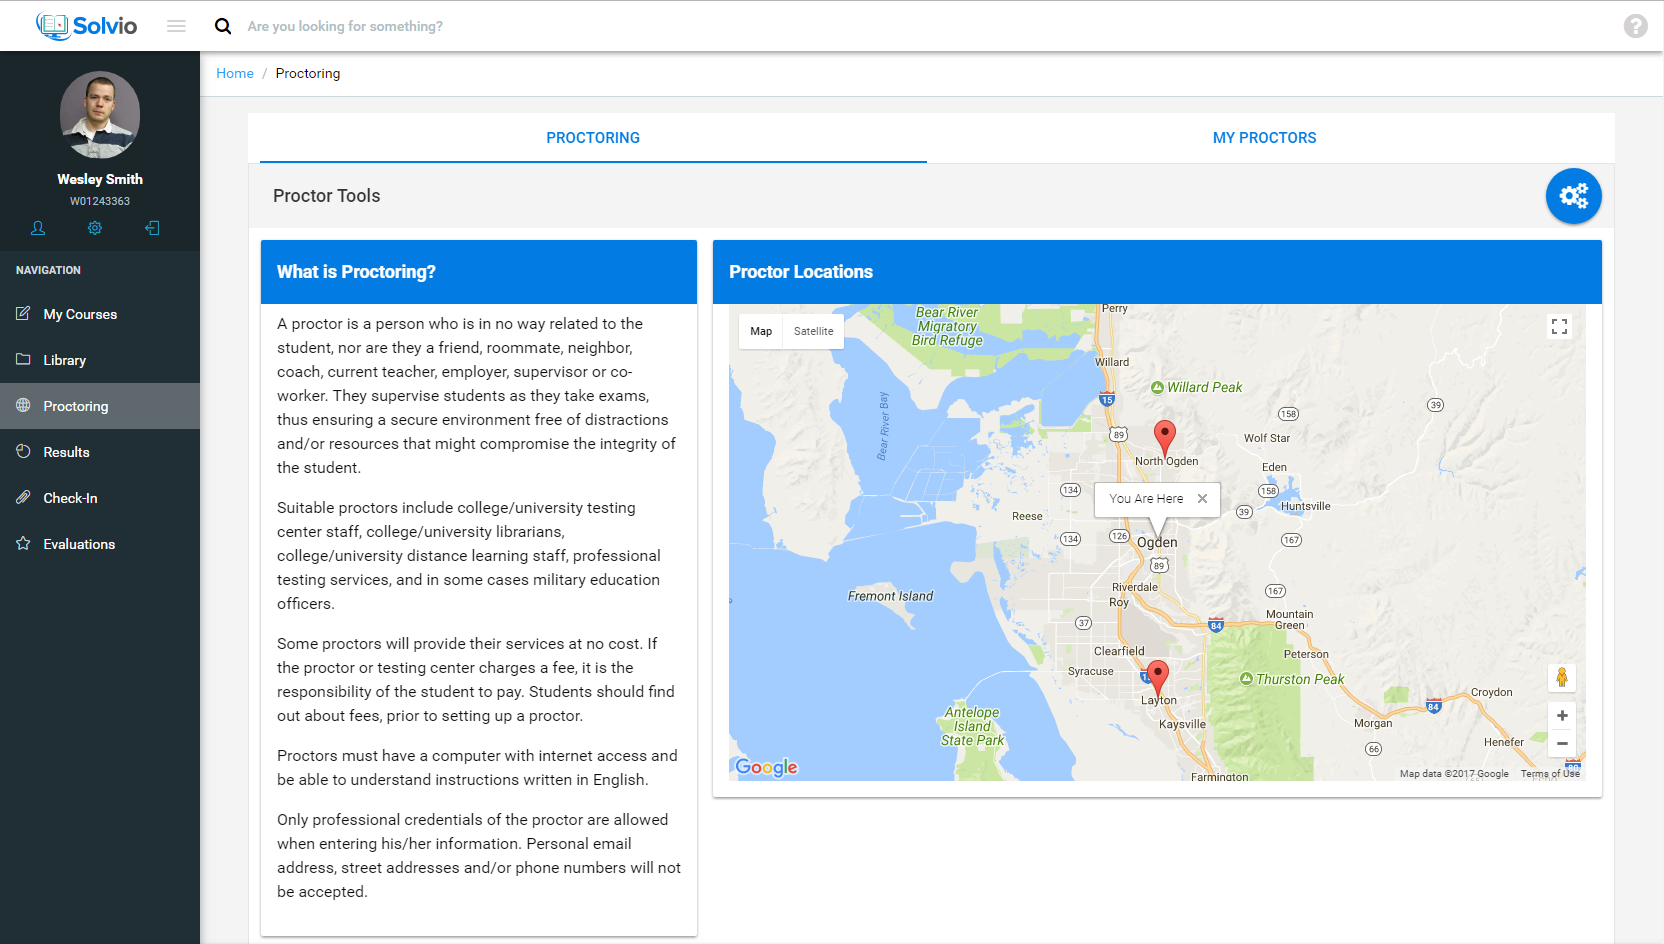 Solvio
Are you looking for something?
Home / Proctoring
Wesley Smith
W01243363
NAVIGATION
My Courses
Library
Proctoring
Results
Check-In
Evaluations
PROCTORING
MY PROCTORS
Proctor Tools
What is Proctoring?
A proctor is a person who is in no way related to the
student, nor are they a friend, roommate, neighbor,
coach, current teacher, employer, supervisor or co-
worker. They supervise students as they take exams,
thus ensuring a secure environment free of distractions
and/or resources that might compromise the integrity of
the student.
Suitable proctors include college/university testing
center staff, college/university librarians,
college/university distance learning staff, professional
testing services, and in some cases military education
officers.
Some proctors will provide their services at no cost. If
the proctor or testing center charges a fee, it is the
responsibility of the student to pay. Students should find
out about fees, prior to setting up a proctor.
Proctors must have a computer with internet access and
be able to understand instructions written in English.
Only professional credentials of the proctor are allowed
when entering his/her information. Personal email
address, street addresses and/or phone numbers will not
be accepted.
Proctor Locations
Map
Satellite
Perry
Bear River
Migratory
Bird Refuge
Willard
Willard Peak
15
39
158
89
Bear River Bay
Wolf Star
North Ogden
Eden
134
158
You Are Here
Huntsville
39
Reese
134
126
Ogden
167
89
Riverdale
167
Fremont Island
Roy
Mountain
Green
37
84
Clearfield
Peterson
Syracuse
Thurston Peak
Layton
Croydon
84
Antelope
Island
State Park
Kaysville
Morgan
66
Henefer
Google
Farmington
Map data ©2017 Google
Terms of Use